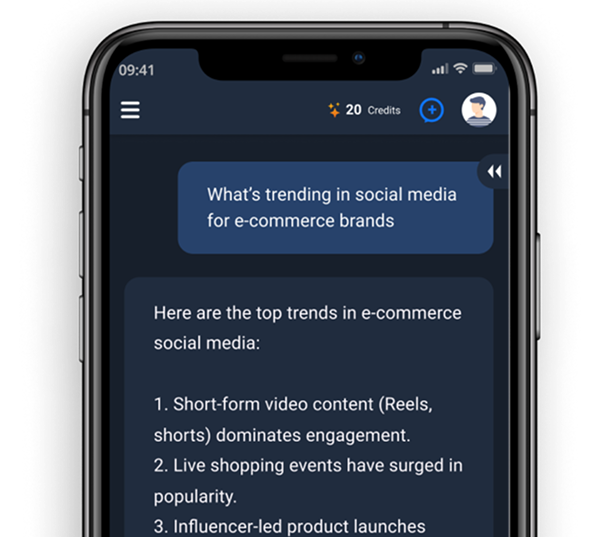 09:41
20 Credits
What's trending in social media
for e-commerce brands
Here are the top trends in e-commerce
social media:
1. Short-form video content (Reels,
shorts) dominates engagement.
2. Live shopping events have surged in
popularity.
3. Influencer-led product launches